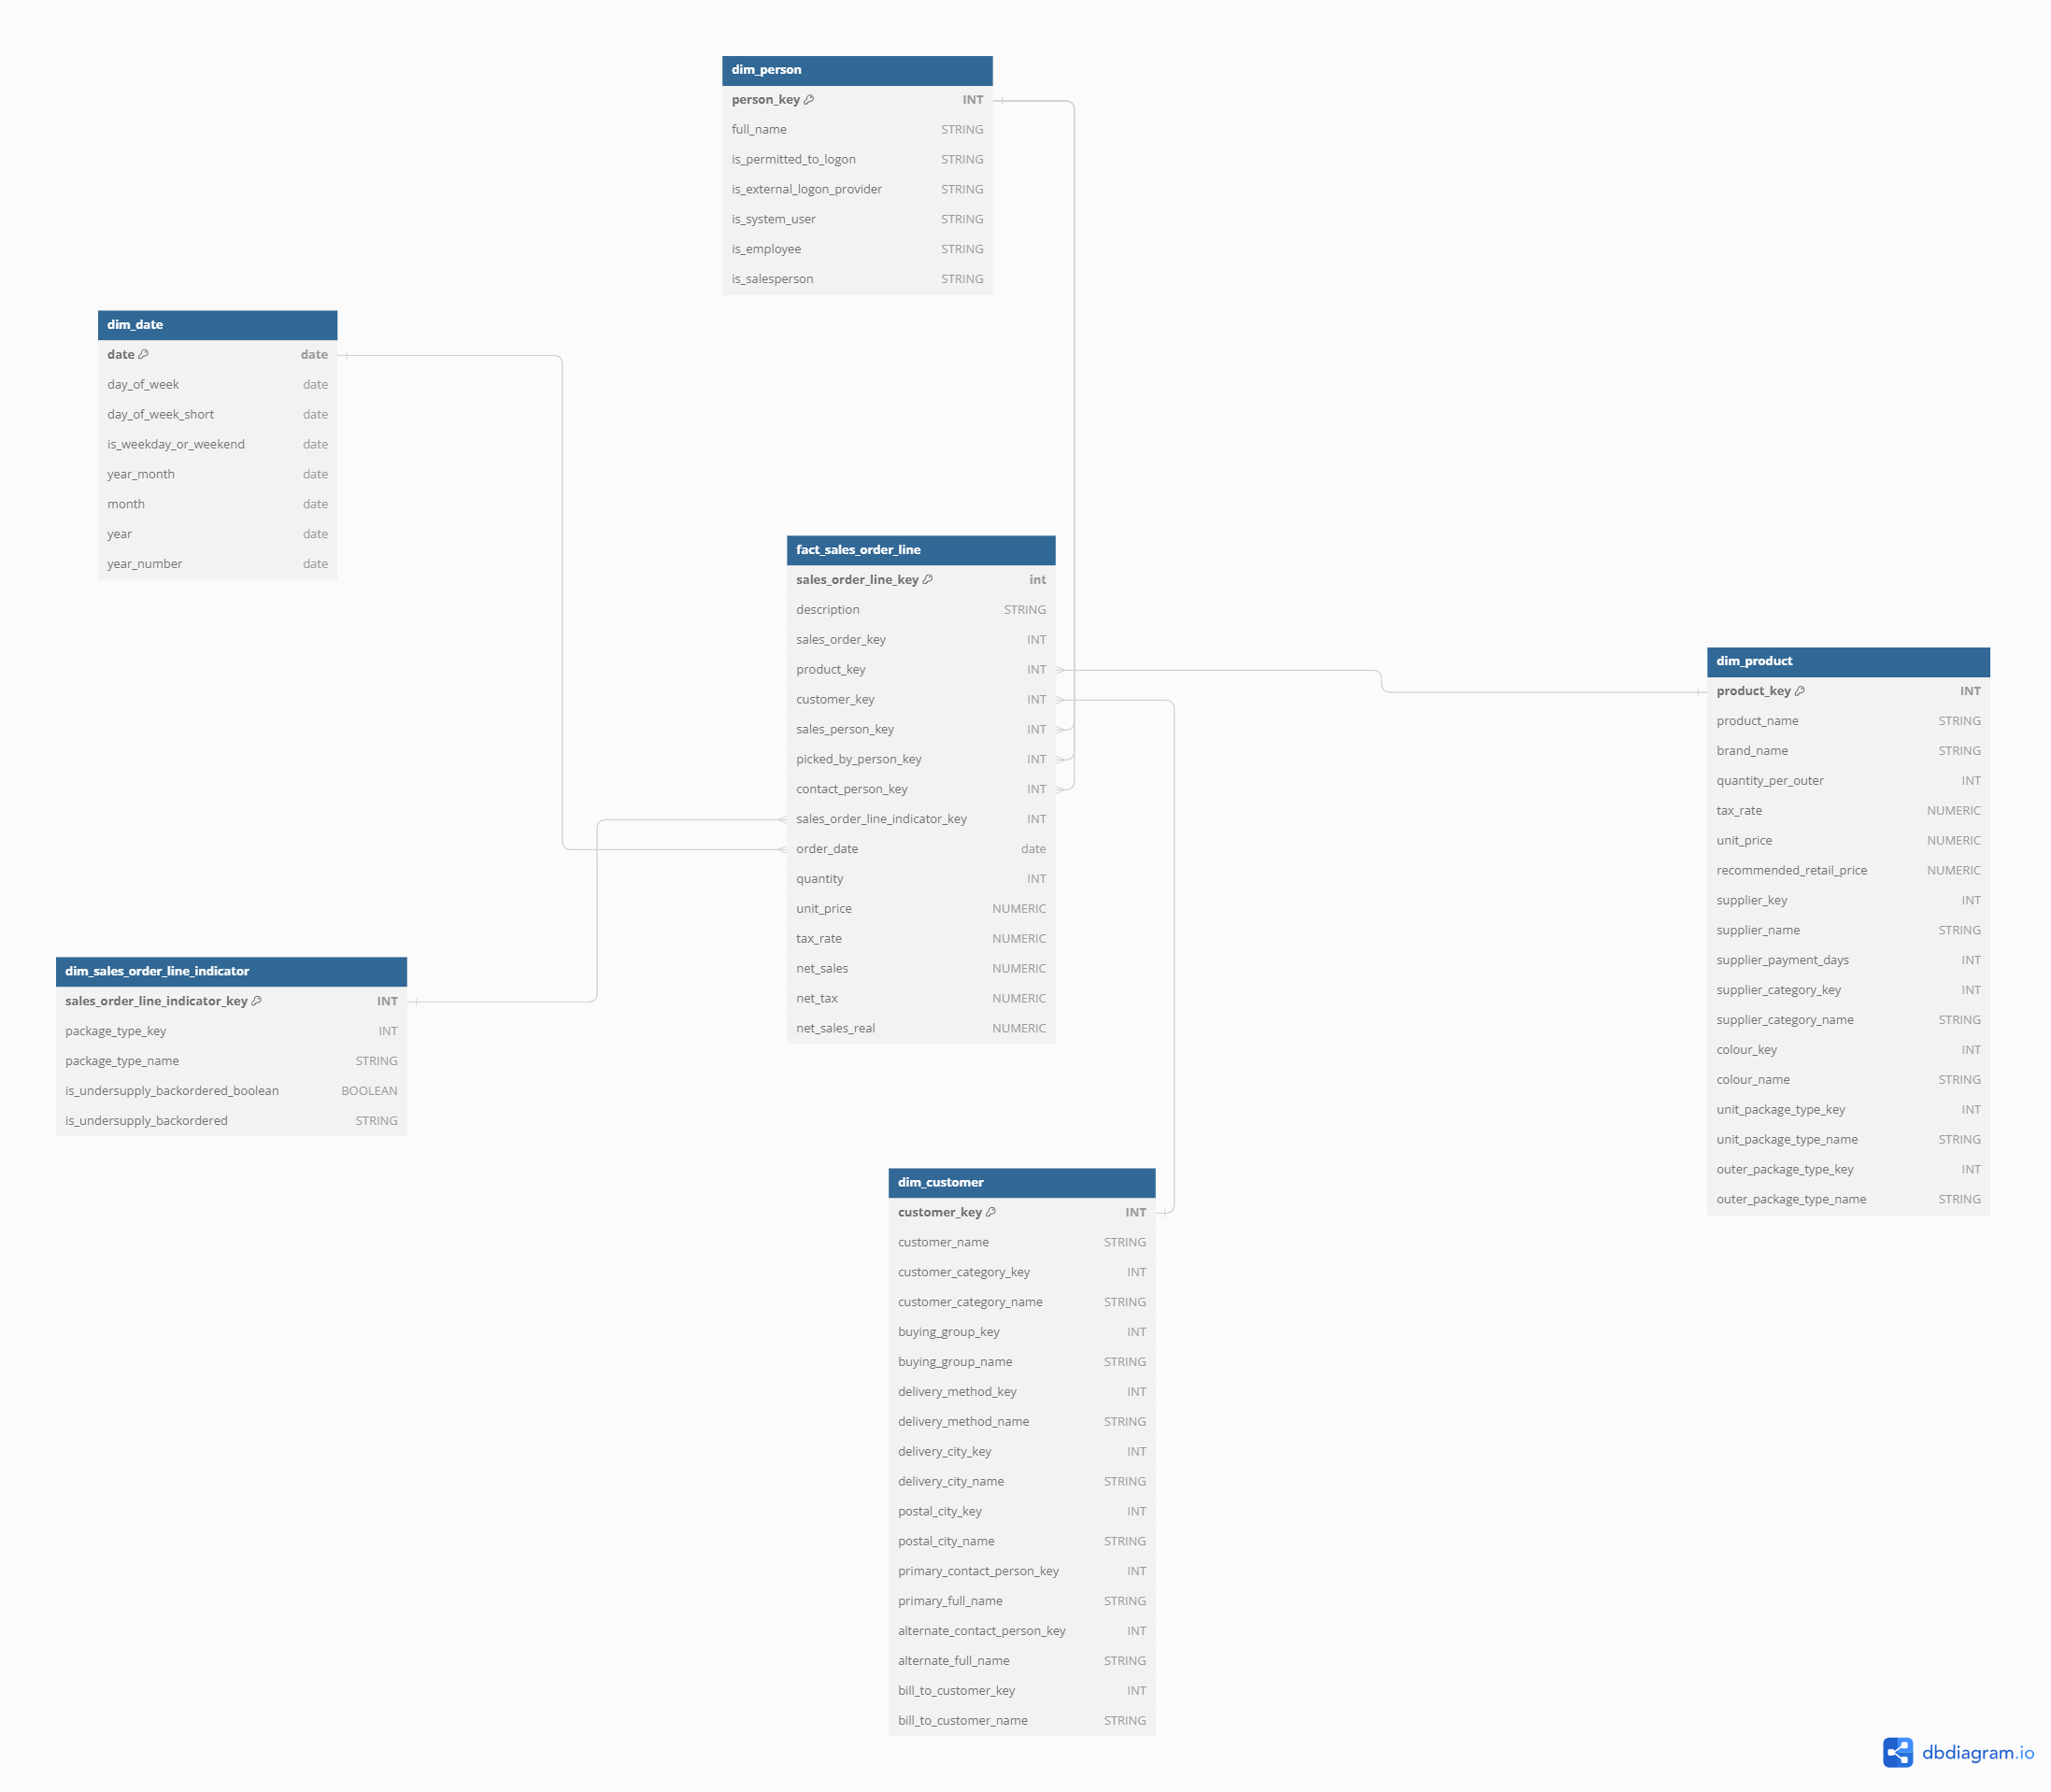 dim_person
person_key INT
full_name STRING
is_permitted_to_logon STRING
is_external_logon_provider STRING
is_system_user STRING
is_employee STRING
is_salesperson STRING
dim_date
date date
day_of_week date
day_of_week_short date
is_weekday_or_weekend date
year_month date
month date
year date
year_number date
fact_sales_order_line
sales_order_line_key int
description STRING
sales_order_key INT
product_key INT
customer_key INT
sales_person_key INT
picked_by_person_key INT
contact_person_key INT
sales_order_line_indicator_key INT
order_date date
quantity INT
unit_price NUMERIC
tax_rate NUMERIC
net_sales NUMERIC
net_tax NUMERIC
net_sales_real NUMERIC
dim_product
product_key INT
product_name STRING
brand_name STRING
quantity_per_outer INT
tax_rate NUMERIC
unit_price NUMERIC
recommended_retail_price NUMERIC
supplier_key INT
supplier_name STRING
supplier_payment_days INT
supplier_category_key INT
supplier_category_name STRING
colour_key INT
colour_name STRING
unit_package_type_key INT
unit_package_type_name STRING
outer_package_type_key INT
outer_package_type_name STRING
dim_sales_order_line_indicator
sales_order_line_indicator_key INT
package_type_key INT
package_type_name STRING
is_undersupply_backordered_boolean BOOLEAN
is_undersupply_backordered STRING
dim_customer
customer_key INT
customer_name STRING
customer_category_key INT
customer_category_name STRING
buying_group_key INT
buying_group_name STRING
delivery_method_key INT
delivery_method_name STRING
delivery_city_key INT
delivery_city_name STRING
postal_city_key INT
postal_city_name STRING
primary_contact_person_key INT
primary_full_name STRING
alternate_contact_person_key INT
alternate_full_name STRING
bill_to_customer_key INT
bill_to_customer_name STRING
dbdiagram.io